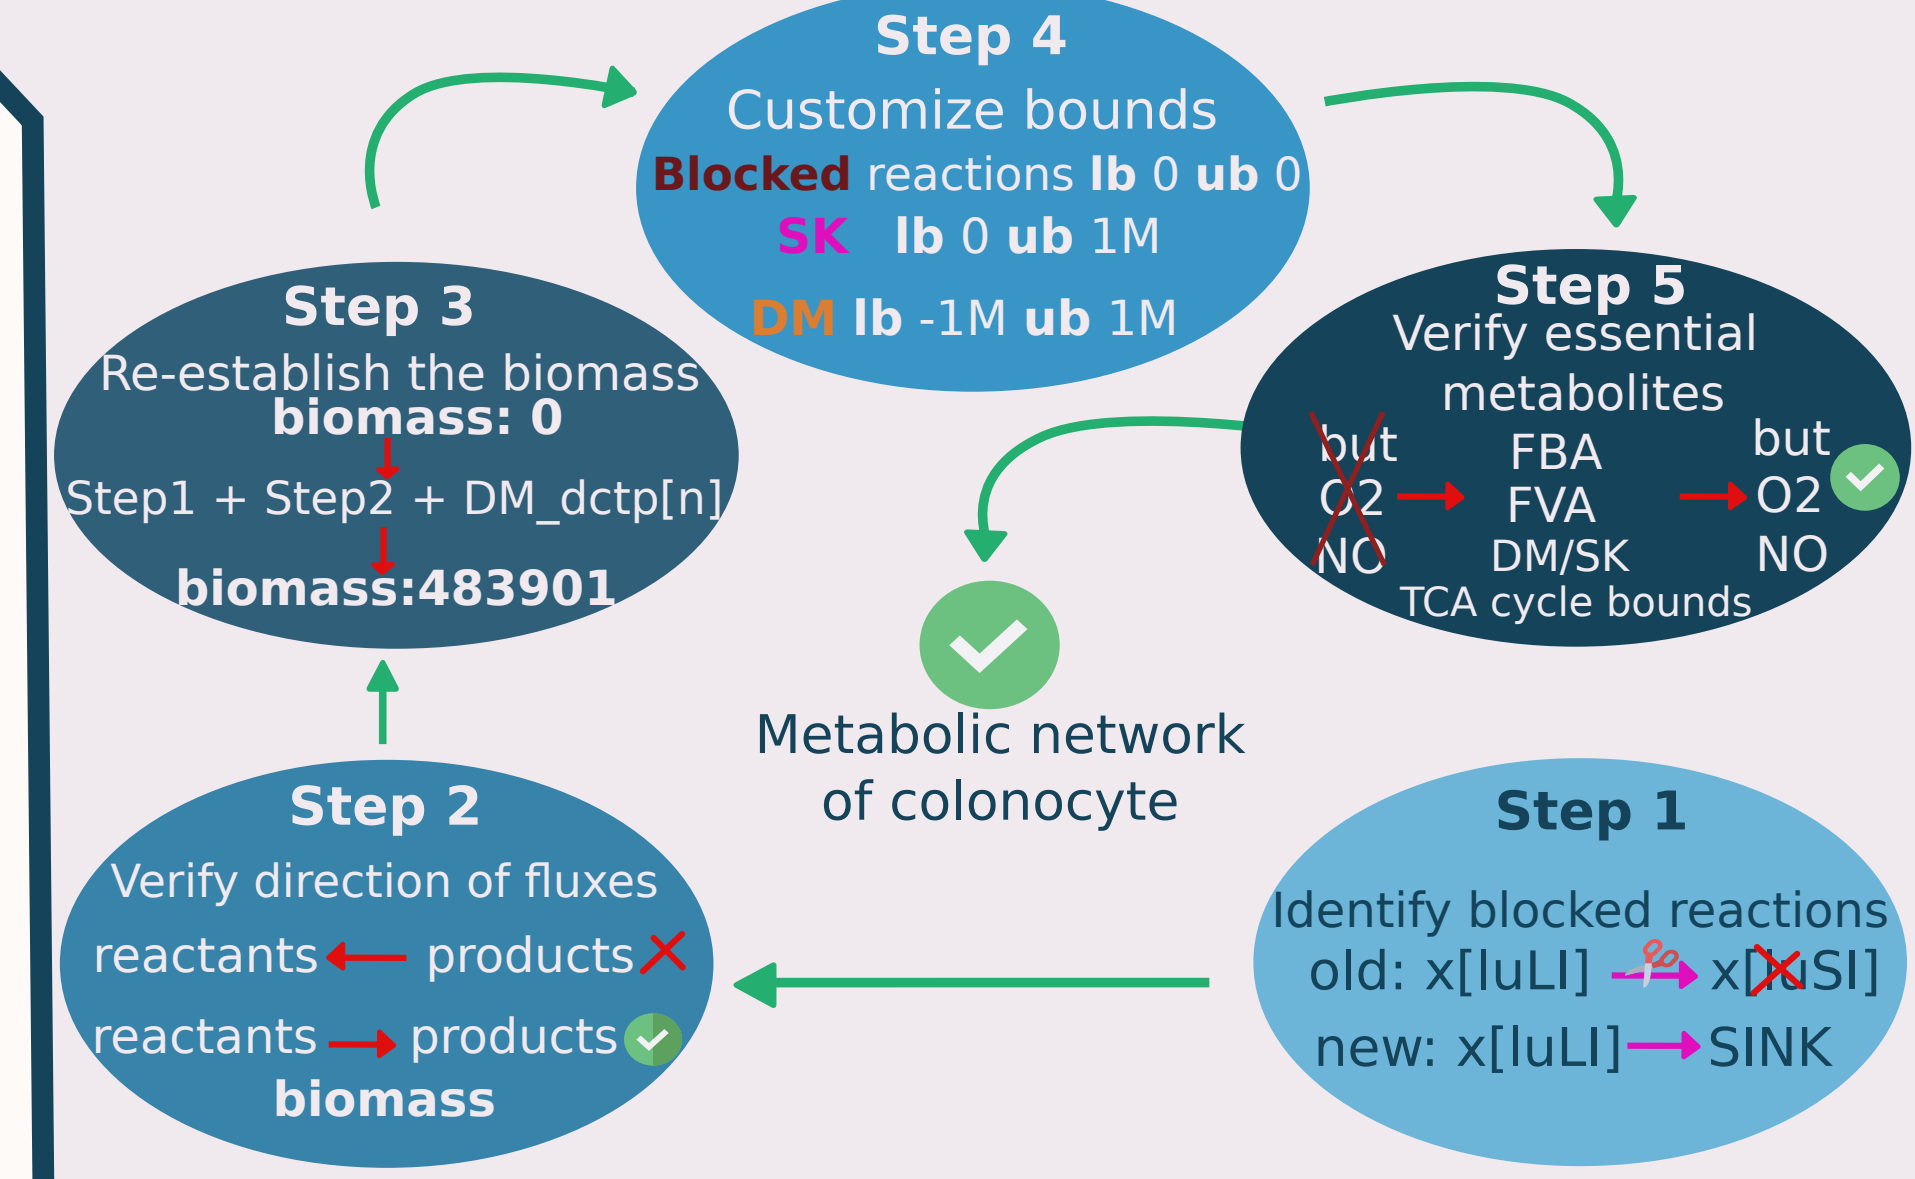 Step 4
Customize bounds
Blocked reactions lb 0 ub 0
SK lb 0 ub 1M
DM lb -1M ub 1M
Step 3
Re-establish the biomass
biomass: 0
Step1 + Step2 + DM_dctp[n]
biomass:483901
Step 5
Verify essential
metabolites
but
O2
NO
FBA
FVA
DM/SK
TCA cycle bounds
but
O2
NO
Metabolic network
of colonocyte
Step 2
Verify direction of fluxes
reactants products
reactants products
biomass
Step 1
Identify blocked reactions
old: x[luLI] x[luSI]
new: x[luLI] SINK